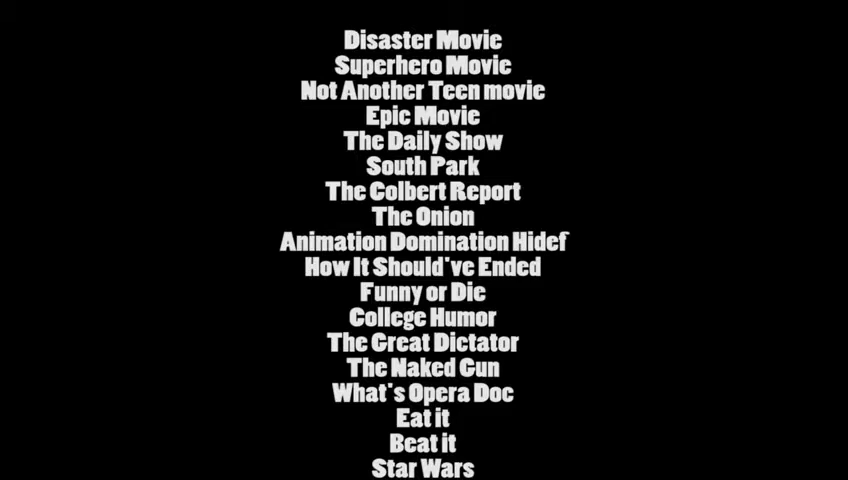 Disaster Movie
Superhero Movie
Not Another Teen movie
Epic Movie
The Daily Show
South Park
The Colbert Report
The Onion
Animation Domination Hidef
How It Should've Ended
Funny or Die
College Humor
The Great Dictator
The Naked Gun
What's Opera Doc
Eat it
Beat it
Star Wars